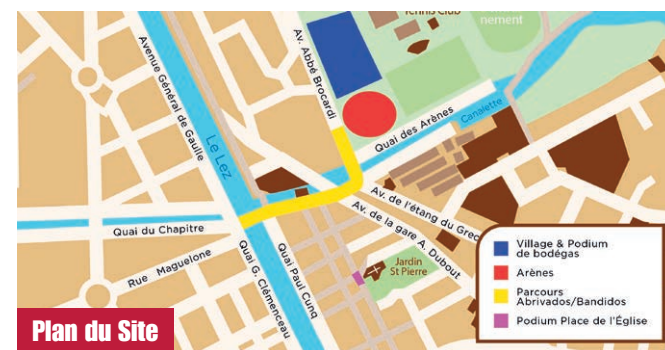 Tennis Club
nement
Av. Abbé Brocardi
Avenue Général de Gaulle
Le Lez
Quai des Arènes
Canalette
Quai du Chapitre
Rue Maguelone
Quai G. Clémenceau
Quai Paul Cunq
Av. de l'étang du Grec
Av. de la gare A. Dubout
Jardin
St Pierre
Village & Podium
de bodégas
Arènes
Parcours
Abrivados/Bandidos
Podium Place de l'Église
Plan du Site